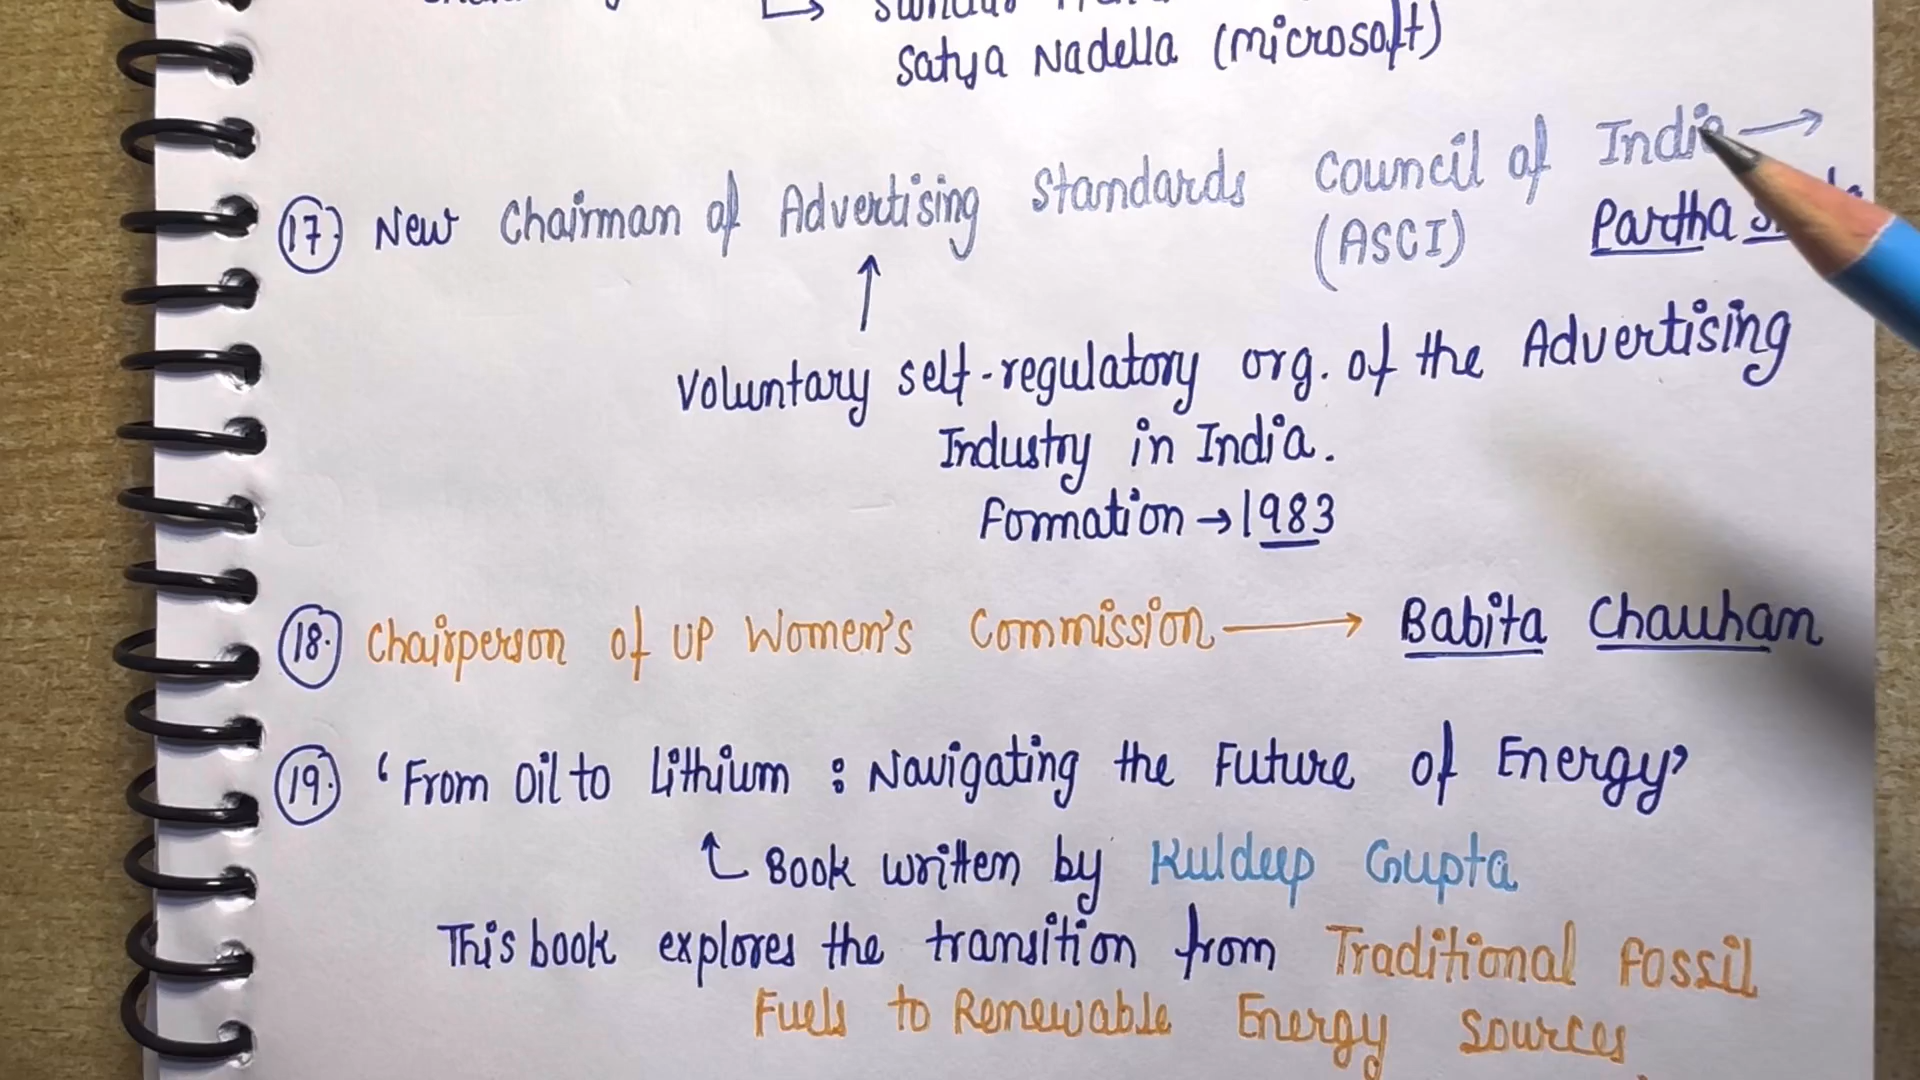 Satya Nadella (Microsoft)
17. New Chairman of Advertising Standards Council of India →
(ASCI) Partha
↑
Voluntary self-regulatory org. of the Advertising
Industry in India.
Formation → 1983
18. Chairperson of UP Women's Commission → Babita Chauhan
19. 'From Oil to Lithium : Navigating the Future of Energy'
Book written by Kuldeep Gupta
This book explores the transition from Traditional Fossil
Fuels to Renewable Energy Sources